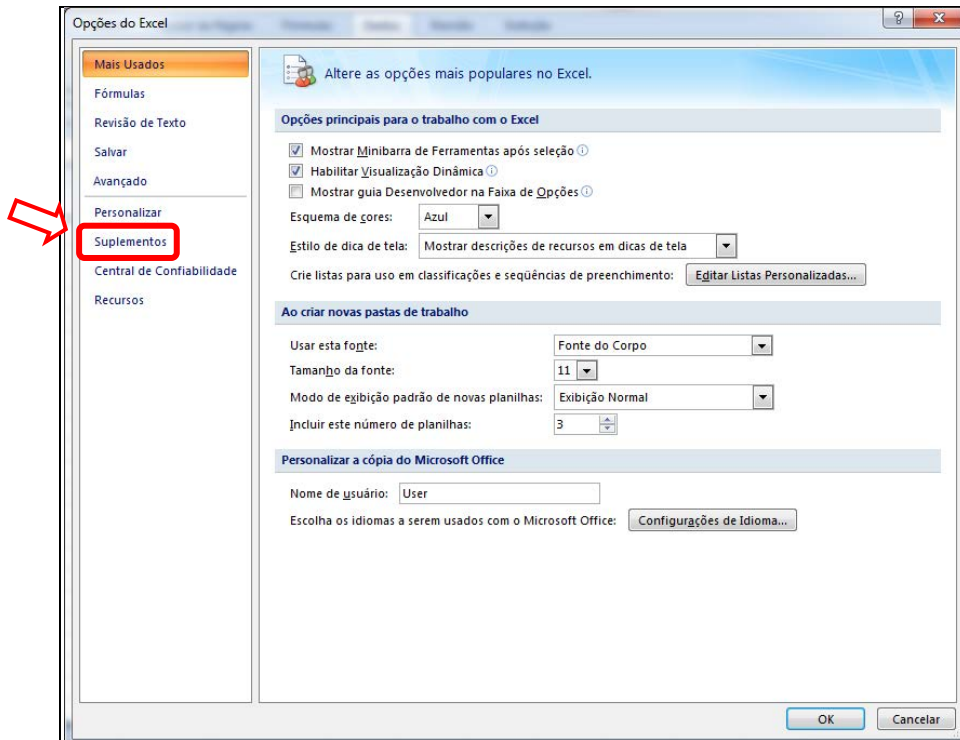 Opções do Excel
Mais Usados
Fórmulas
Revisão de Texto
Salvar
Avançado
Personalizar
Suplementos
Central de Confiabilidade
Recursos
Altere as opções mais populares no Excel.
Opções principais para o trabalho com o Excel
Mostrar Minibarra de Ferramentas após seleção
Habilitar Visualização Dinâmica
Mostrar guia Desenvolvedor na Faixa de Opções
Esquema de cores: Azul
Estilo de dica de tela: Mostrar descrições de recursos em dicas de tela
Crie listas para uso em classificações e seqüências de preenchimento: Editar Listas Personalizadas...
Ao criar novas pastas de trabalho
Usar esta fonte: Fonte do Corpo
Tamanho da fonte: 11
Modo de exibição padrão de novas planilhas: Exibição Normal
Incluir este número de planilhas: 3
Personalizar a cópia do Microsoft Office
Nome de usuário: User
Escolha os idiomas a serem usados com o Microsoft Office: Configurações de Idioma...
OK Cancelar